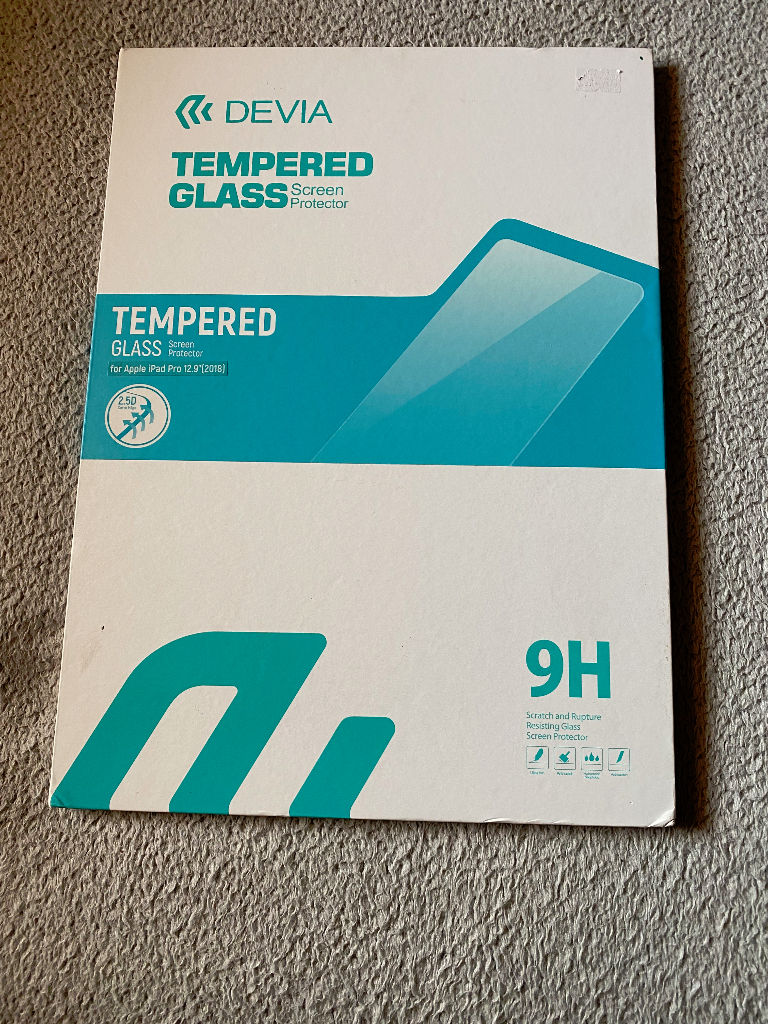 DEVIA
TEMPERED
GLASS Screen
Protector
TEMPERED
GLASS Screen
Protector
for Apple iPad Pro 12.9"(2018)
2.5D
9H
Scratch and Rupture
Resisting Glass
Screen Protector